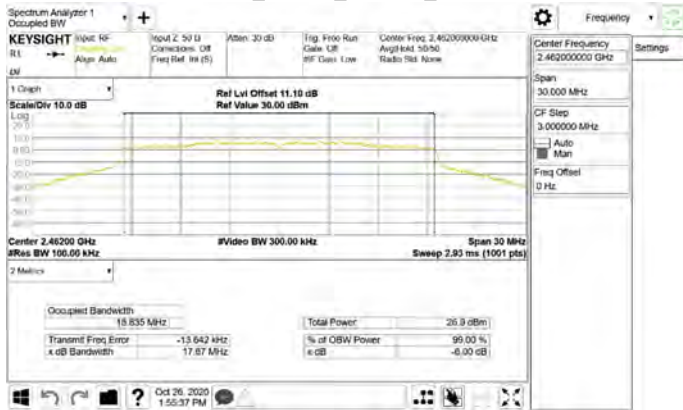 Spectrum Analyzer 1
Occupied BW
Frequency
KEYSIGHT Input: RF
Input Z: 50 Ω
Atten: 30 dB
Trig: Free Run
Center Freq: 2.462000000 GHz
Corrections: Off
Gate: Off
Avg|Hold: 50/50
Align: Auto
Freq Ref: Int (S)
#IF Gain: Low
Radio Std: None
Center Frequency
2.462000000 GHz
Settings
Span
30.000 MHz
CF Step
3.000000 MHz
Auto
Man
Freq Offset
0 Hz
1 Graph
Scale/Div 10.0 dB
Ref Lvl Offset 11.10 dB
Ref Value 30.00 dBm
Log
Center 2.46200 GHz
#Video BW 300.00 kHz
Span 30 MHz
#Res BW 100.00 kHz
Sweep 2.93 ms (1001 pts)
2 Metrics
Occupied Bandwidth
MHz
Total Power
26.9 dBm
Transmit Freq Error
-13.642 kHz
% of OBW Power
99.00 %
x dB Bandwidth
17.67 MHz
x dB
-6.00 dB
Oct 26, 2020
1:55:37 PM